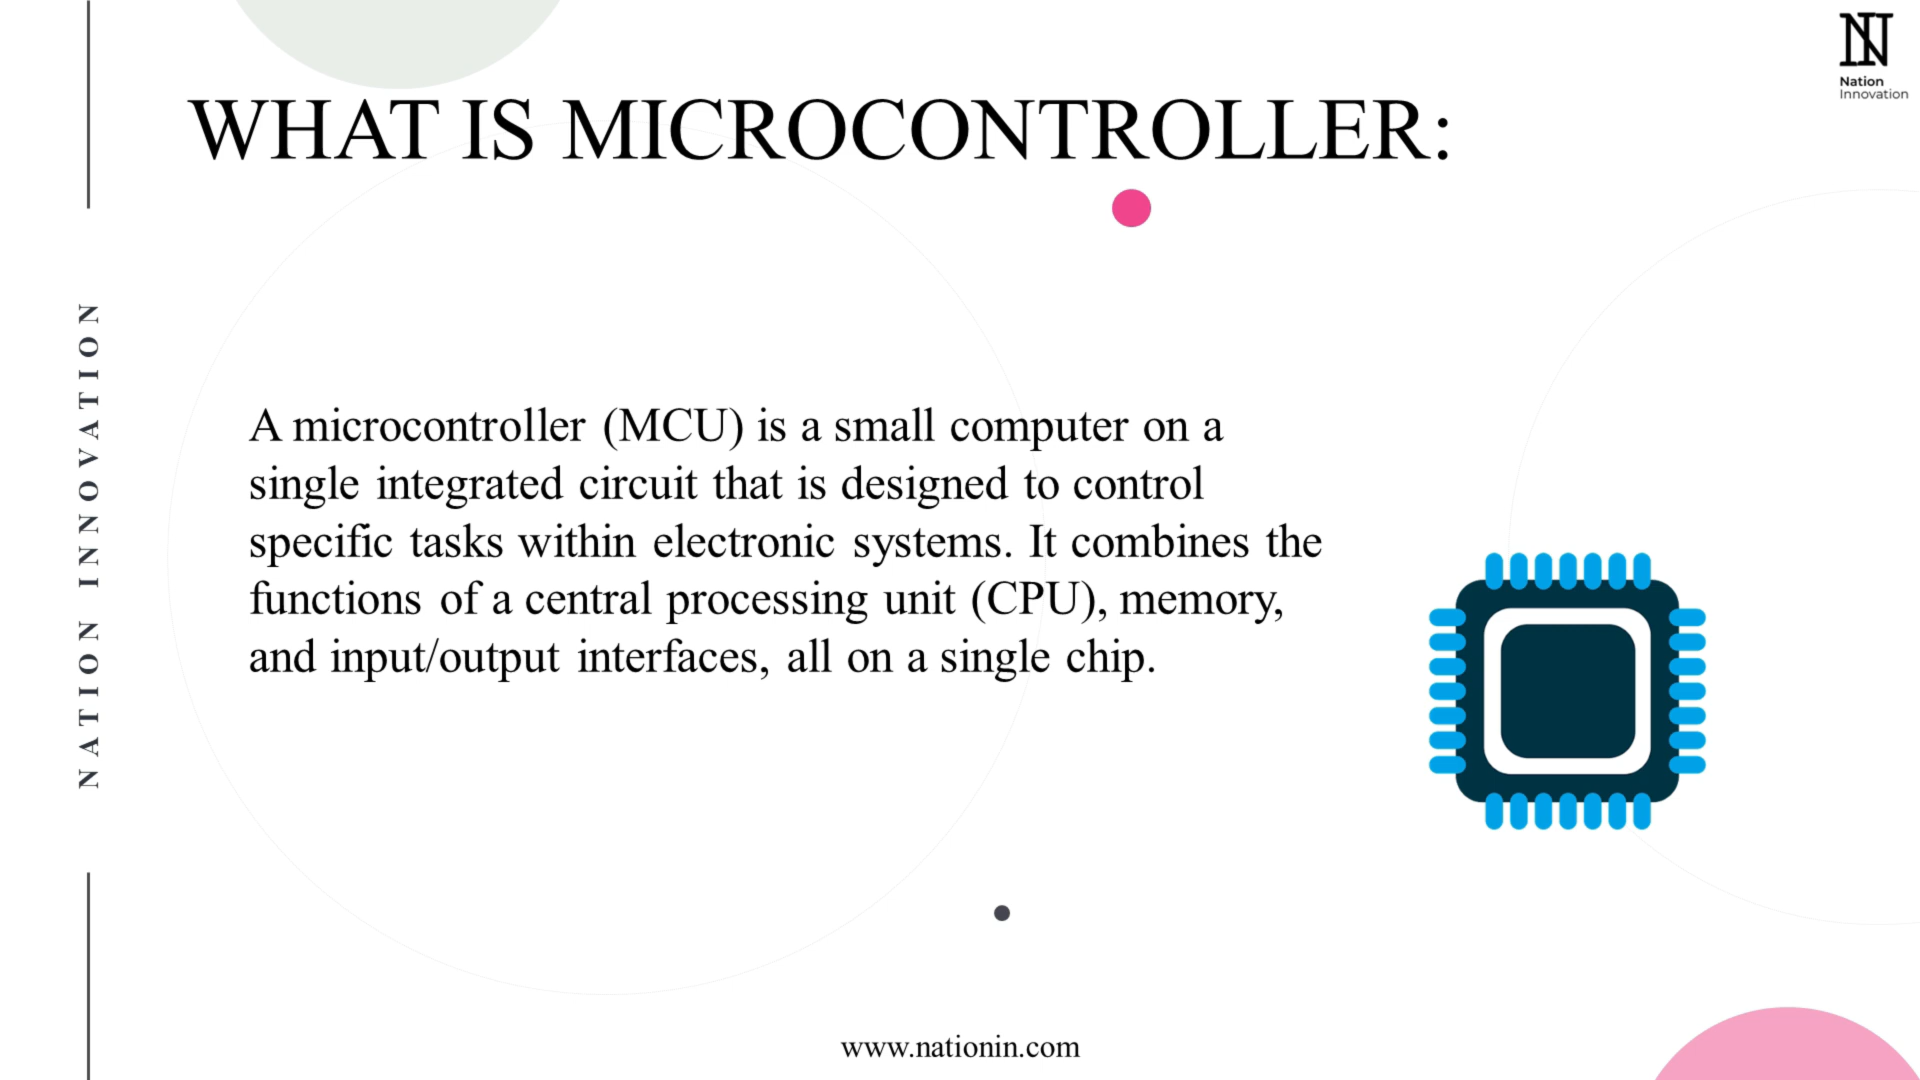 NI
Nation
Innovation
WHAT IS MICROCONTROLLER:
NATION INNOVATION
A microcontroller (MCU) is a small computer on a
single integrated circuit that is designed to control
specific tasks within electronic systems. It combines the
functions of a central processing unit (CPU), memory,
and input/output interfaces, all on a single chip.
www.nationin.com